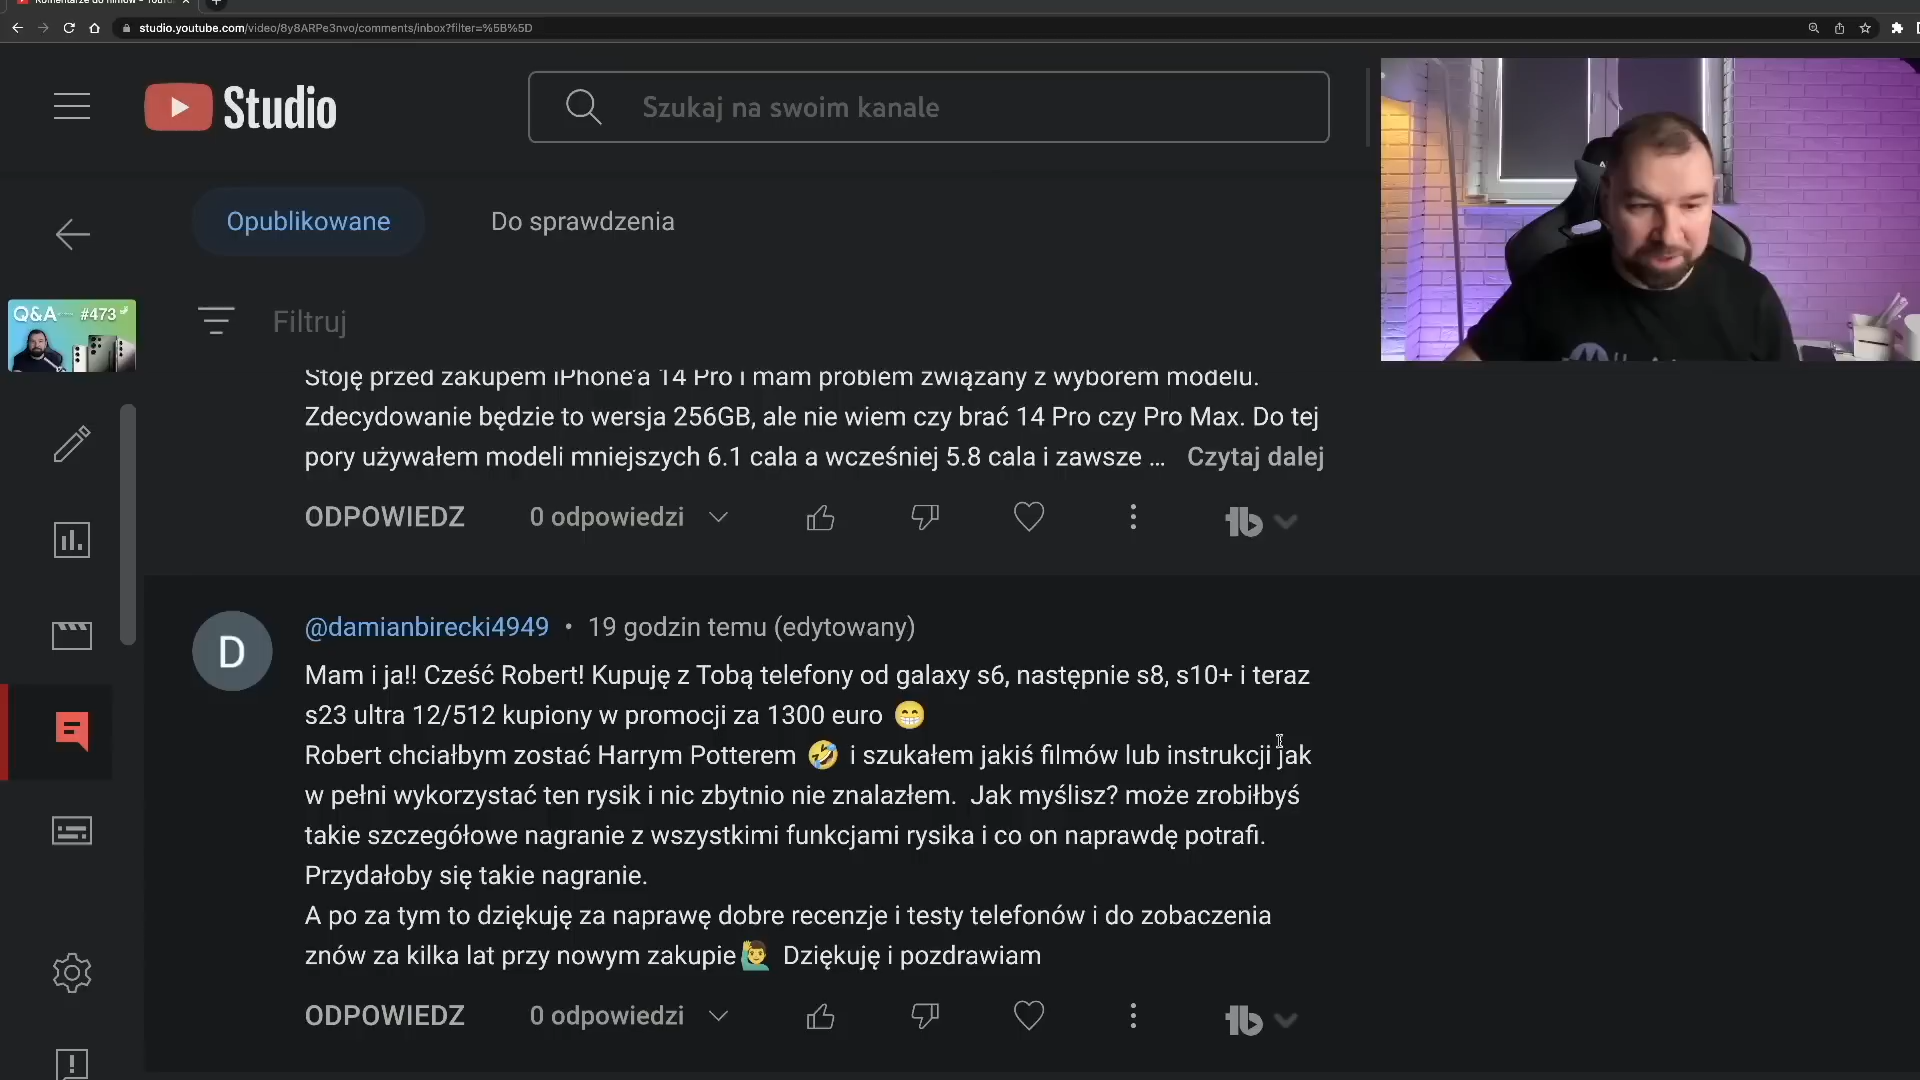 studio.youtube.com/video/8y8ARPe3nvo/comments/inbox?filter=%5B%5D
Studio
Szukaj na swoim kanale
Opublikowane
Do sprawdzenia
Q&A #473
Filtruj
Stoję przed zakupem iPhone'a 14 Pro i mam problem związany z wyborem modelu.
Zdecydowanie będzie to wersja 256GB, ale nie wiem czy brać 14 Pro czy Pro Max. Do tej
pory używałem modeli mniejszych 6.1 cala a wcześniej 5.8 cala i zawsze ... Czytaj dalej
ODPOWIEDZ 0 odpowiedzi
D
@damianbirecki4949 • 19 godzin temu (edytowany)
Mam i ja!! Cześć Robert! Kupuję z Tobą telefony od galaxy s6, następnie s8, s10+ i teraz
s23 ultra 12/512 kupiony w promocji za 1300 euro 😁
Robert chciałbym zostać Harrym Potterem 🤣 i szukałem jakiś filmów lub instrukcji jak
w pełni wykorzystać ten rysik i nic zbytnio nie znalazłem. Jak myślisz? może zrobiłbyś
takie szczegółowe nagranie z wszystkimi funkcjami rysika i co on naprawdę potrafi.
Przydałoby się takie nagranie.
A po za tym to dziękuję za naprawę dobre recenzje i testy telefonów i do zobaczenia
znów za kilka lat przy nowym zakupie🙋‍♂️ Dziękuję i pozdrawiam
ODPOWIEDZ 0 odpowiedzi